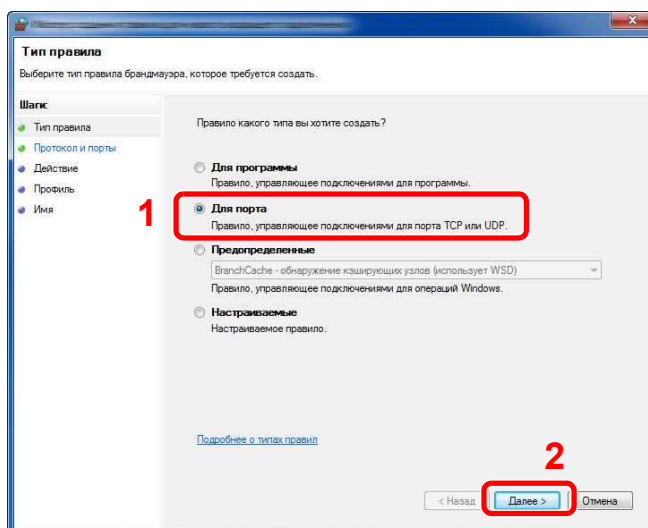 Тип правила
Выберите тип правила брандмауэра, которое требуется создать.
Шаги:
Тип правила
Протокол и порты
Действие
Профиль
Имя
Правило какого типа вы хотите создать?
Для программы
Правило, управляющее подключениями для программы.
1
Для порта
Правило, управляющее подключениями для порта TCP или UDP.
Предопределенные
BranchCache - обнаружение кэширующих узлов (использует WSD)
Правило, управляющее подключениями для операций Windows.
Настраиваемые
Настраиваемое правило.
Подробнее о типах правил
2
< Назад
Далее >
Отмена